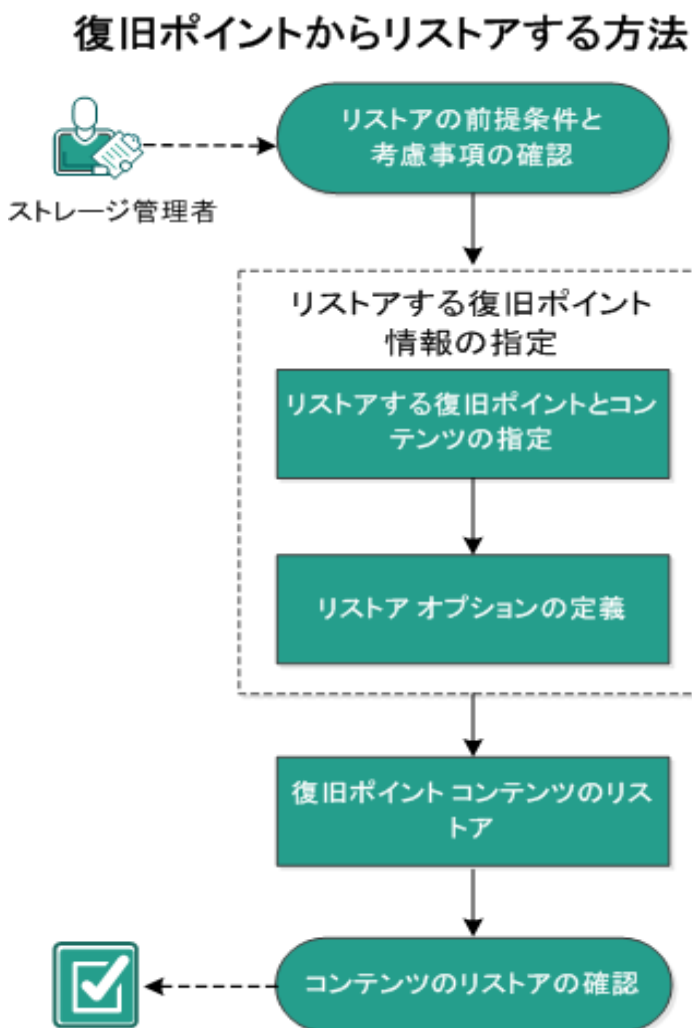 復旧ポイントからリストアする方法
リストアの前提条件と
考慮事項の確認
ストレージ管理者
リストアする復旧ポイント
情報の指定
リストアする復旧ポイントとコン
テンツの指定
リストア オプションの定義
復旧ポイント コンテンツのリス
トア
コンテンツのリストアの確認